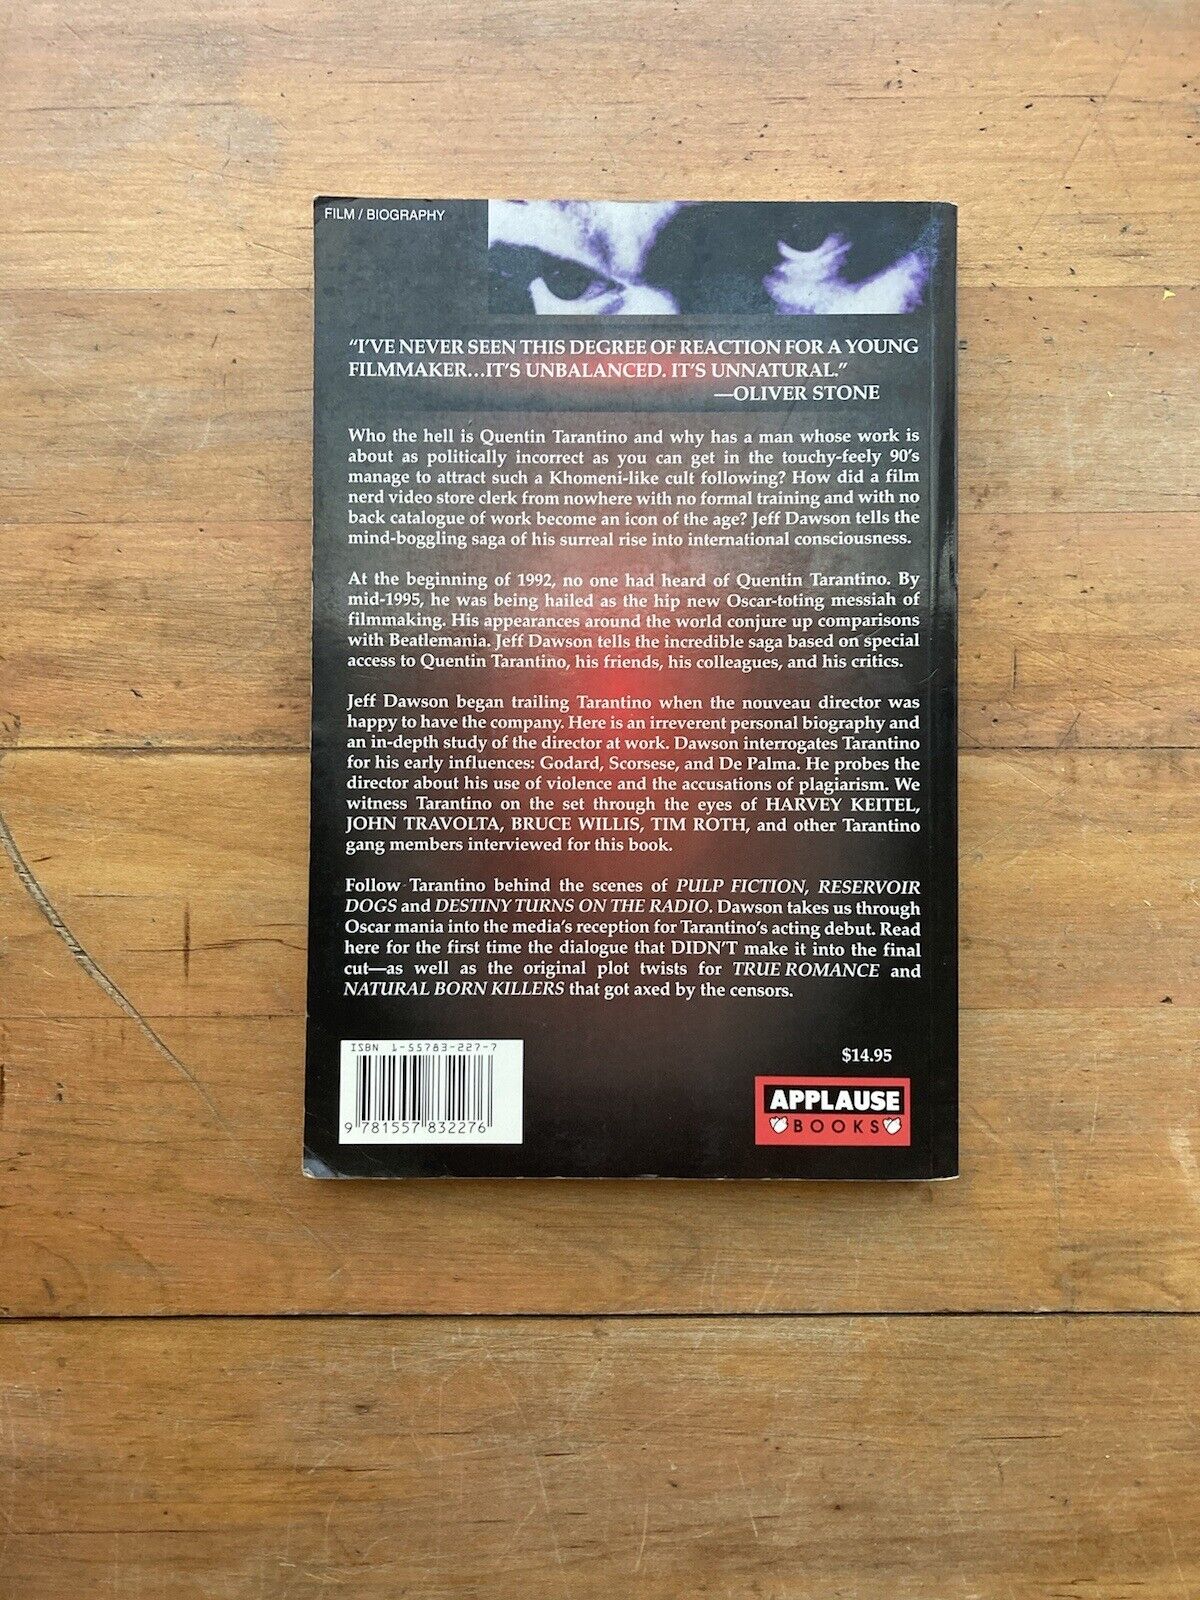 FILM / BIOGRAPHY
“I’VE NEVER SEEN THIS DEGREE OF REACTION FOR A YOUNG
FILMMAKER...IT’S UNBALANCED. IT’S UNNATURAL.”
—OLIVER STONE
Who the hell is Quentin Tarantino and why has a man whose work is
about as politically incorrect as you can get in the touchy-feely 90’s
manage to attract such a Khomeni-like cult following? How did a film
nerd video store clerk from nowhere with no formal training and with no
back catalogue of work become an icon of the age? Jeff Dawson tells the
mind-boggling saga of his surreal rise into international consciousness.
At the beginning of 1992, no one had heard of Quentin Tarantino. By
mid-1995, he was being hailed as the hip new Oscar-toting messiah of
filmmaking. His appearances around the world conjure up comparisons
with Beatlemania. Jeff Dawson tells the incredible saga based on special
access to Quentin Tarantino, his friends, his colleagues, and his critics.
Jeff Dawson began trailing Tarantino when the nouveau director was
happy to have the company. Here is an irreverent personal biography and
an in-depth study of the director at work. Dawson interrogates Tarantino
for his early influences: Godard, Scorsese, and De Palma. He probes the
director about his use of violence and the accusations of plagiarism. We
witness Tarantino on the set through the eyes of HARVEY KEITEL,
JOHN TRAVOLTA, BRUCE WILLIS, TIM ROTH, and other Tarantino
gang members interviewed for this book.
Follow Tarantino behind the scenes of PULP FICTION, RESERVOIR
DOGS and DESTINY TURNS ON THE RADIO. Dawson takes us through
Oscar mania into the media’s reception for Tarantino’s acting debut. Read
here for the first time the dialogue that DIDN’T make it into the final
cut—as well as the original plot twists for TRUE ROMANCE and
NATURAL BORN KILLERS that got axed by the censors.
ISBN 1-55783-227-7
9 781557 832276
$14.95
APPLAUSE
BOOKS